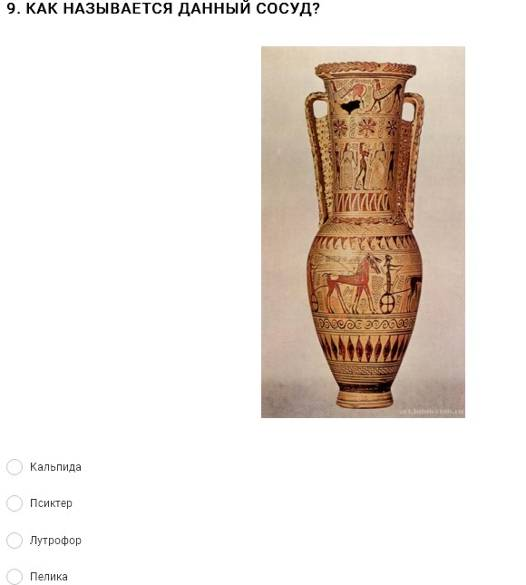 9. КАК НАЗЫВАЕТСЯ ДАННЫЙ СОСУД?
Кальпида
Псиктер
Лутрофор
Пелика